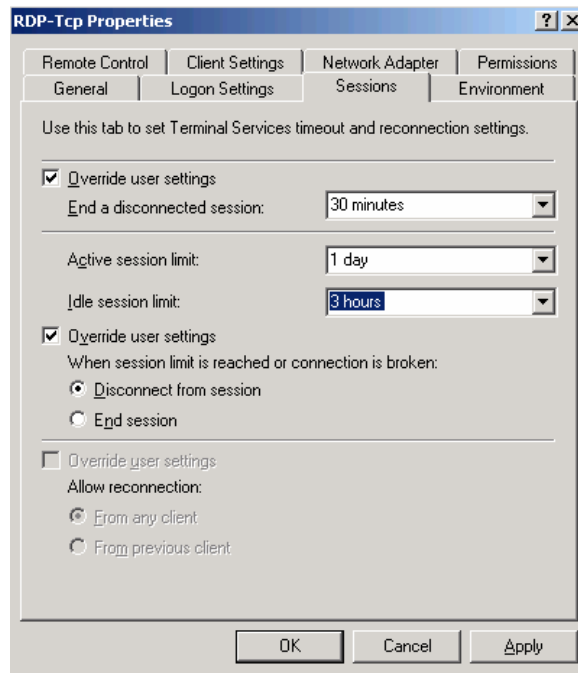 RDP-Tcp Properties
Remote Control Client Settings Network Adapter Permissions
General Logon Settings Sessions Environment
Use this tab to set Terminal Services timeout and reconnection settings.
Override user settings
End a disconnected session: 30 minutes
Active session limit: 1 day
Idle session limit: 3 hours
Override user settings
When session limit is reached or connection is broken:
Disconnect from session
End session
Override user settings
Allow reconnection:
From any client
From previous client
OK Cancel Apply